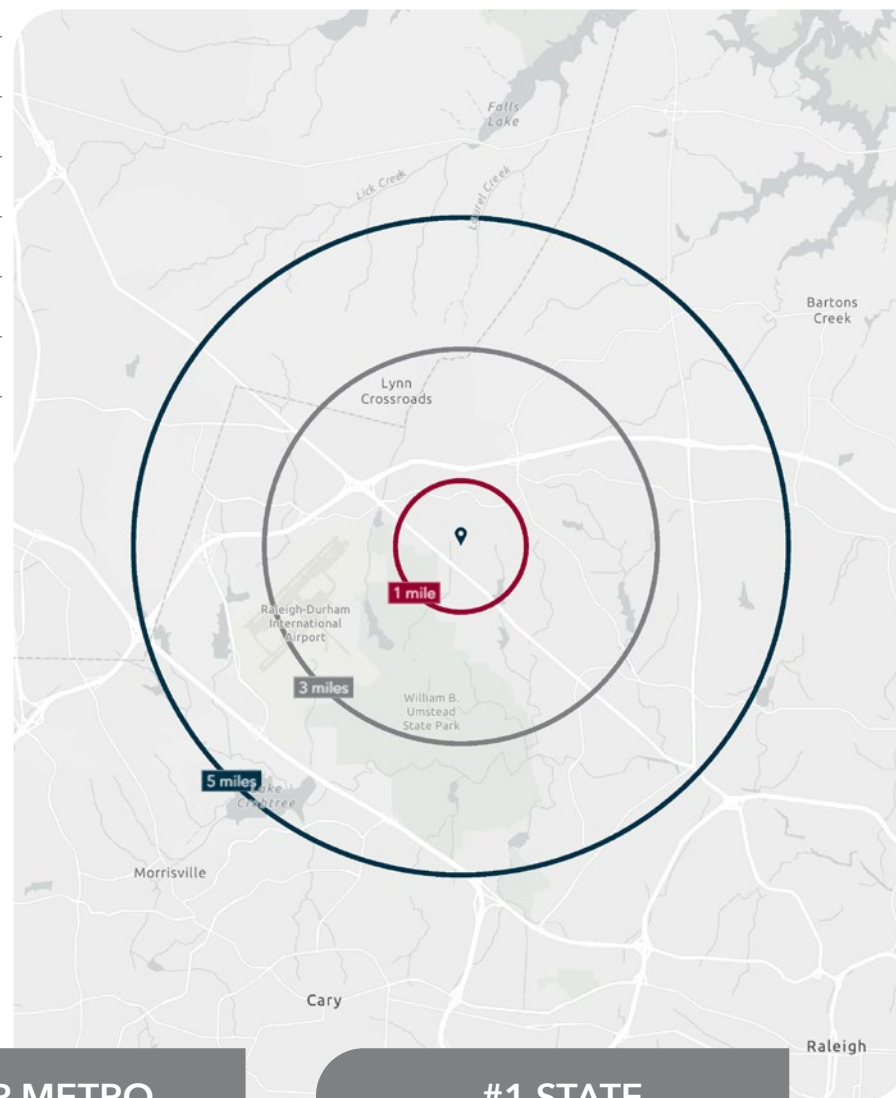 Falls
Lake
Lick Creek
Laurel Creek
Bartons
Creek
Lynn
Crossroads
1 mile
Raleigh-Durham
International
Airport
3 miles
William B.
Umstead
State Park
5 miles
Lake
Crabtree
Morrisville
Cary
Raleigh
METRO
#1 STATE